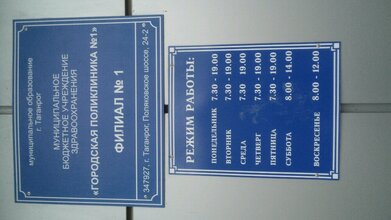 муниципальное образование
г. Таганрог
МУНИЦИПАЛЬНОЕ
БЮДЖЕТНОЕ УЧРЕЖДЕНИЕ
ЗДРАВООХРАНЕНИЯ
«ГОРОДСКАЯ ПОЛИКЛИНИКА №1»
ФИЛИАЛ № 1
347927, г. Таганрог, Поляковское шоссе, 24-2
РЕЖИМ РАБОТЫ:
ПОНЕДЕЛЬНИК 7.30 - 19.00
ВТОРНИК 7.30 - 19.00
СРЕДА 7.30 - 19.00
ЧЕТВЕРГ 7.30 - 19.00
ПЯТНИЦА 7.30 - 19.00
СУББОТА 8.00 - 14.00
ВОСКРЕСЕНЬЕ 8.00 - 12.00